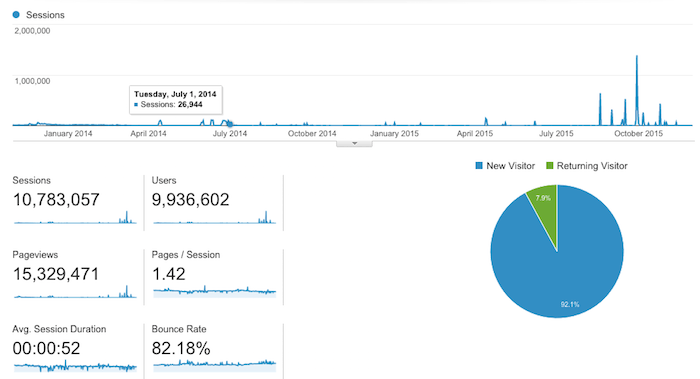 Sessions
2,000,000
1,000,000
Tuesday, July 1, 2014
Sessions: 26,944
January 2014 April 2014 July 2014 October 2014 January 2015 April 2015 July 2015 October 2015
Sessions Users
10,783,057 9,936,602
Pageviews Pages / Session
15,329,471 1.42
Avg. Session Duration Bounce Rate
00:00:52 82.18%
New Visitor Returning Visitor
7.9%
92.1%